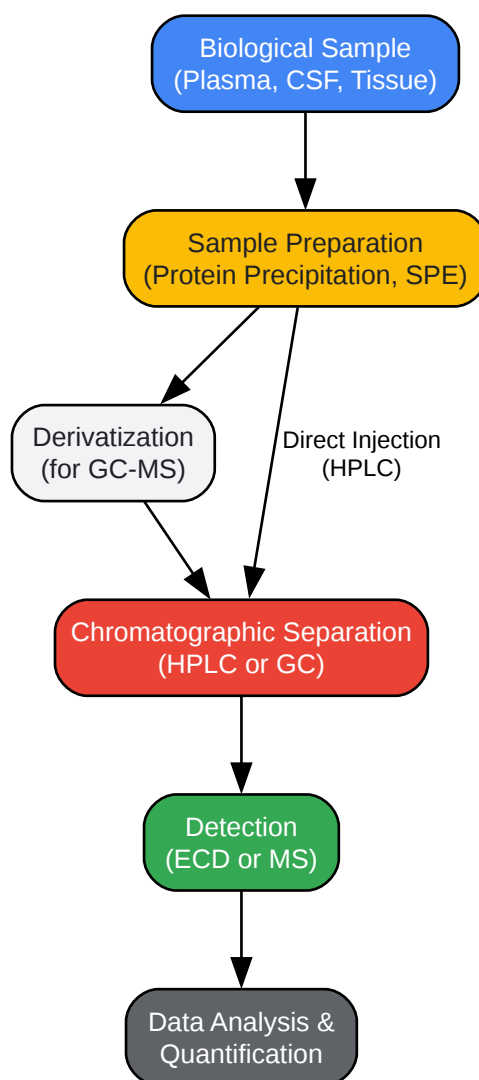 Biological Sample
(Plasma, CSF, Tissue)
Sample Preparation
(Protein Precipitation, SPE)
Derivatization
(for GC-MS)
Direct Injection
(HPLC)
Chromatographic Separation
(HPLC or GC)
Detection
(ECD or MS)
Data Analysis &
Quantification